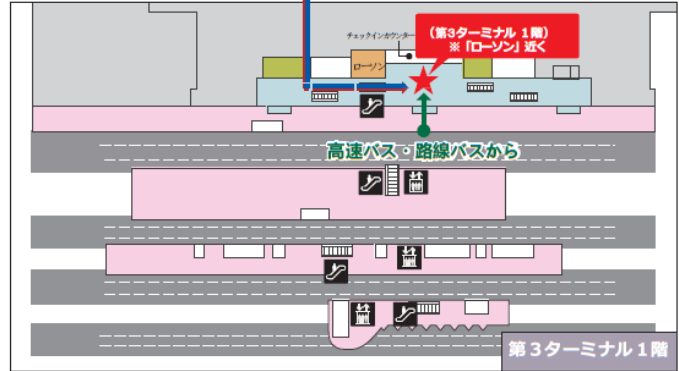 チェックインカウンター
（第3ターミナル 1階）
※「ローソン」近く
ローソン
高速バス・路線バスから
第3ターミナル1階